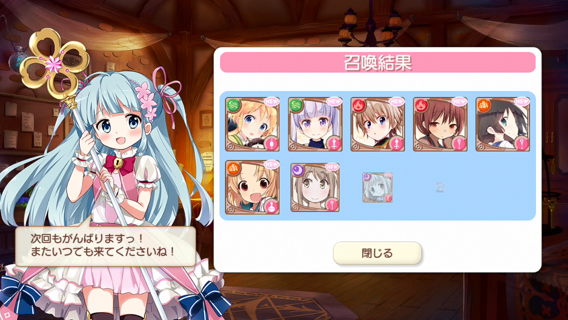 召喚結果
次回もがんばりますっ！
またいつでも来てくださいね！
閉じる